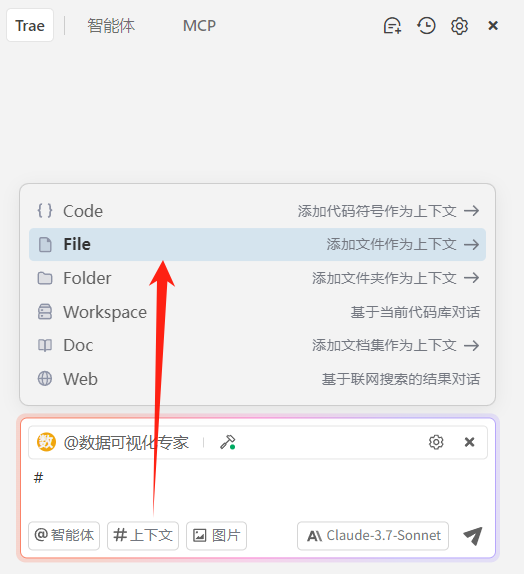 Trae 智能体 MCP
Code 添加代码符号作为上下文
File 添加文件作为上下文
Folder 添加文件夹作为上下文
Workspace 基于当前代码库对话
Doc 添加文档集作为上下文
Web 基于联网搜索的结果对话
数 @数据可视化专家
#
@智能体 #上下文 图片 Claude-3.7-Sonnet